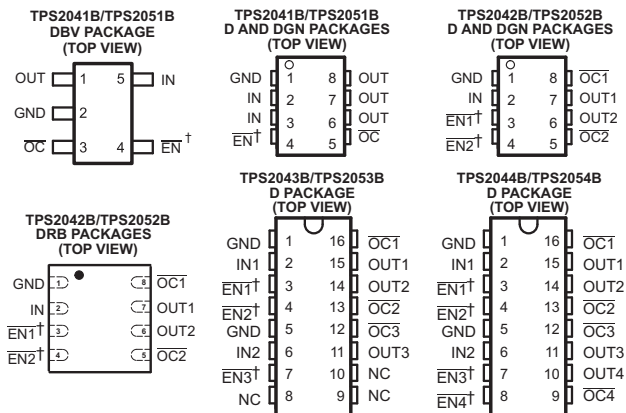 TPS2041B/TPS2051B
DBV PACKAGE
(TOP VIEW)
OUT 1 5 IN
GND 2
OC 3 4 EN†
TPS2041B/TPS2051B
D AND DGN PACKAGES
(TOP VIEW)
GND 1 8 OUT
IN 2 7 OUT
IN 3 6 OUT
EN† 4 5 OC
TPS2042B/TPS2052B
D AND DGN PACKAGES
(TOP VIEW)
GND 1 8 OC1
IN 2 7 OUT1
EN1† 3 6 OUT2
EN2† 4 5 OC2
TPS2042B/TPS2052B
DRB PACKAGES
(TOP VIEW)
GND 1 8 OC1
IN 2 7 OUT1
EN1† 3 6 OUT2
EN2† 4 5 OC2
TPS2043B/TPS2053B
D PACKAGE
(TOP VIEW)
GND 1 16 OC1
IN1 2 15 OUT1
EN1† 3 14 OUT2
EN2† 4 13 OC2
GND 5 12 OC3
IN2 6 11 OUT3
EN3† 7 10 NC
NC 8 9 NC
TPS2044B/TPS2054B
D PACKAGE
(TOP VIEW)
GND 1 16 OC1
IN1 2 15 OUT1
EN1† 3 14 OUT2
EN2† 4 13 OC2
GND 5 12 OC3
IN2 6 11 OUT3
EN3† 7 10 OUT4
EN4† 8 9 OC4